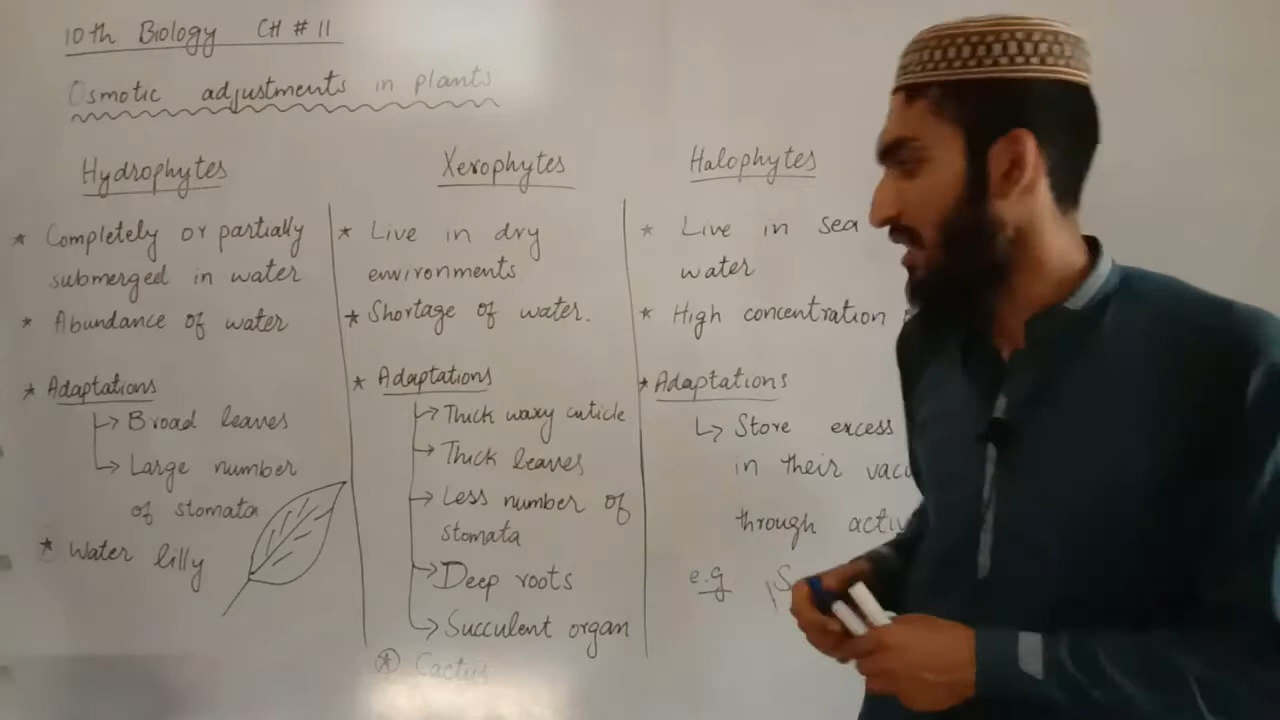 10th Biology CH # 11
Osmotic adjustments in plants
Hydrophytes
* Completely or partially
submerged in water
* Abundance of water
* Adaptations
↳ Broad leaves
↳ Large number
of stomata
* Water lilly
Xerophytes
* Live in dry
environments
* Shortage of water.
* Adaptations
↳ Thick waxy cuticle
→ Thick leaves
→ Less number of
stomata
→ Deep roots
↳ Succulent organ
* Cactus
Halophytes
* Live in sea
water
* High concentration
* Adaptations
↳ Store excess
in their
through
e.g